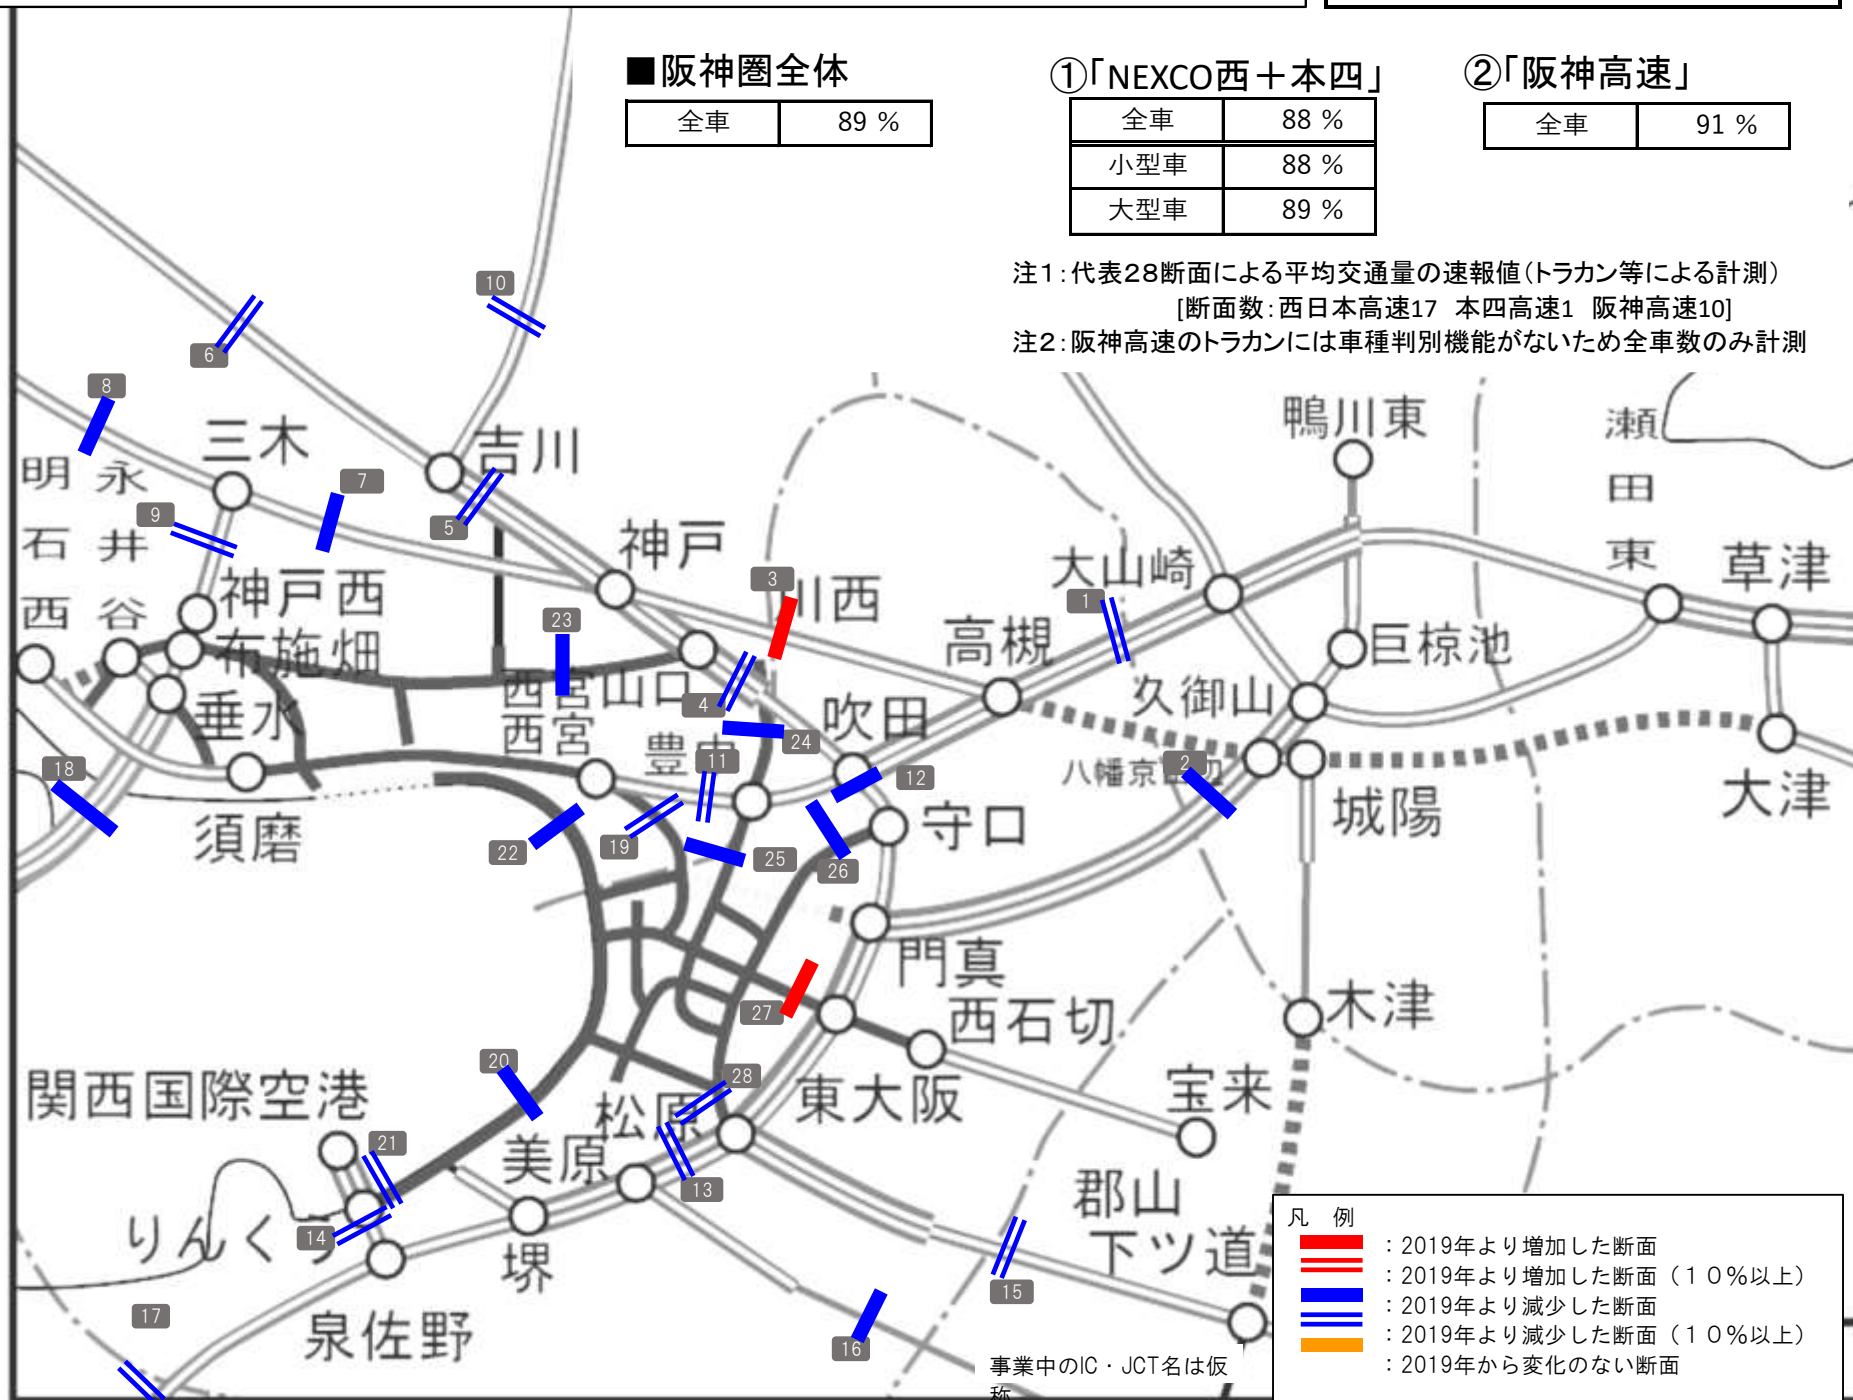 ■阪神圏全体
全車 89 %
①「NEXCO西＋本四」
全車 88 %
小型車 88 %
大型車 89 %
②「阪神高速」
全車 91 %
注１：代表２８断面による平均交通量の速報値（トラカン等による計測）
[断面数：西日本高速17 本四高速1 阪神高速10]
注２：阪神高速のトラカンには車種判別機能がないため全車数のみ計測
10
6
8
三木
吉川
鴨川東
瀬田東
明石西
永井谷
7
9
5
神戸
大山崎
草津
神戸西
3
川西
1
布施畑
23
高槻
巨椋池
西宮山口
4
久御山
垂水
西宮
吹田
24
豊中
11
18
12
八幡京
2
大津
須磨
22
19
25
26
守口
城陽
門真
27
西石切
木津
20
28
関西国際空港
松原
東大阪
宝来
21
美原
13
郡山
りんくう
14
下ツ道
堺
15
17
泉佐野
16
事業中のIC・JCT名は仮
称
凡 例
：2019年より増加した断面
：2019年より増加した断面（１０％以上）
：2019年より減少した断面
：2019年より減少した断面（１０％以上）
：2019年から変化のない断面